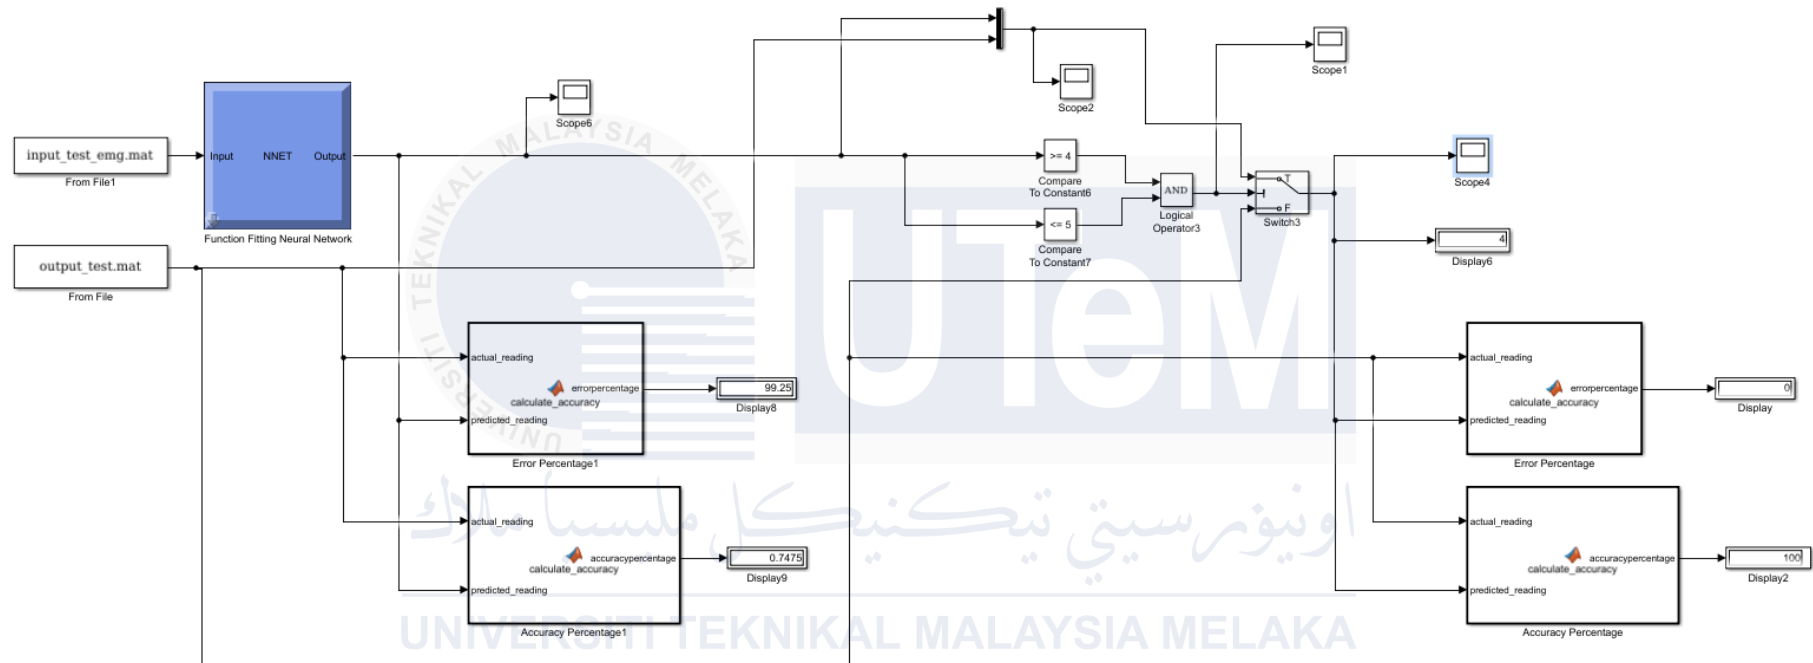 Scope1
Scope2
Scope6
input_test_emg.mat
From File1
Input NNET Output
Function Fitting Neural Network
output_test.mat
From File
>= 4
Compare
To Constant6
<= 5
Compare
To Constant7
AND
Logical
Operator3
T
F
Switch3
Scope4
4
Display6
actual_reading
errorpercentage
calculate_accuracy
predicted_reading
Error Percentage1
99.25
Display8
actual_reading
accuracypercentage
calculate_accuracy
predicted_reading
Accuracy Percentage1
0.7475
Display9
actual_reading
errorpercentage
calculate_accuracy
predicted_reading
Error Percentage
0
Display
actual_reading
accuracypercentage
calculate_accuracy
predicted_reading
Accuracy Percentage
100
Display2
UNIVERSITI TEKNIKAL MALAYSIA MELAKA
UTeM
اونيۏرسيتي تيكنيكل مليسيا ملاك
UNIVERSITI TEKNIKAL MALAYSIA MELAKA